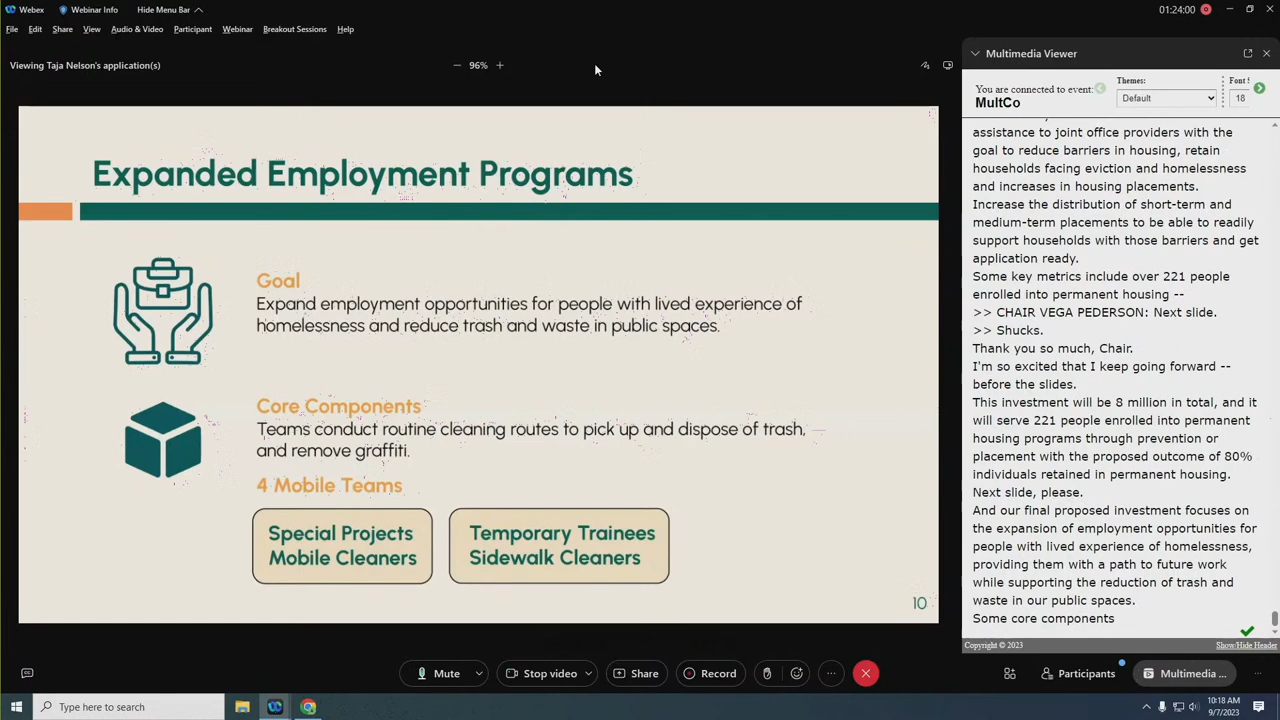 Webex
Webinar Info
Hide Menu Bar
01:24:00
File Edit Share View Audio & Video Participant Webinar Breakout Sessions Help
Viewing Taja Nelson's application(s)
96%
Expanded Employment Programs
Goal
Expand employment opportunities for people with lived experience of
homelessness and reduce trash and waste in public spaces.
Core Components
Teams conduct routine cleaning routes to pick up and dispose of trash,
and remove graffiti.
4 Mobile Teams
Special Projects
Mobile Cleaners
Temporary Trainees
Sidewalk Cleaners
10
Multimedia Viewer
You are connected to event:
MultCo
Themes:
Default
Font S
18
assistance to joint office providers with the
goal to reduce barriers in housing, retain
households facing eviction and homelessness
and increases in housing placements.
Increase the distribution of short-term and
medium-term placements to be able to readily
support households with those barriers and get
application ready.
Some key metrics include over 221 people
enrolled into permanent housing --
>> CHAIR VEGA PEDERSON: Next slide.
>> Shucks.
Thank you so much, Chair.
I'm so excited that I keep going forward --
before the slides.
This investment will be 8 million in total, and it
will serve 221 people enrolled into permanent
housing programs through prevention or
placement with the proposed outcome of 80%
individuals retained in permanent housing.
Next slide, please.
And our final proposed investment focuses on
the expansion of employment opportunities for
people with lived experience of homelessness,
providing them with a path to future work
while supporting the reduction of trash and
waste in our public spaces.
Some core components
Copyright © 2023
Show/Hide Header
Mute
Stop video
Share
Record
Participants
Multimedia ...
Type here to search
10:18 AM
9/7/2023